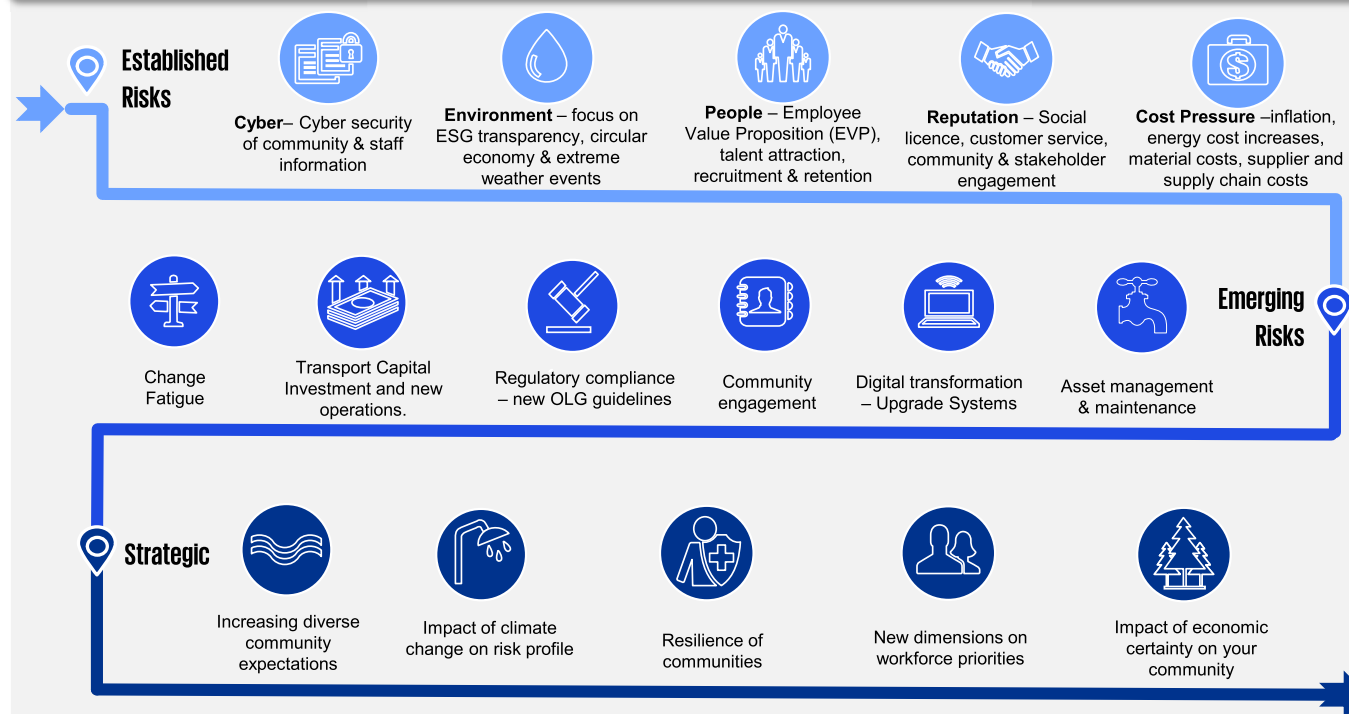 Established
Risks
Cyber– Cyber security
of community & staff
information
Environment – focus on
ESG transparency, circular
economy & extreme
weather events
People – Employee
Value Proposition (EVP),
talent attraction,
recruitment & retention
Reputation – Social
licence, customer service,
community & stakeholder
engagement
Cost Pressure –inflation,
energy cost increases,
material costs, supplier and
supply chain costs
Emerging
Risks
Change
Fatigue
Transport Capital
Investment and new
operations.
Regulatory compliance
– new OLG guidelines
Community
engagement
Digital transformation
– Upgrade Systems
Asset management
& maintenance
Strategic
Increasing diverse
community
expectations
Impact of climate
change on risk profile
Resilience of
communities
New dimensions on
workforce priorities
Impact of economic
certainty on your
community